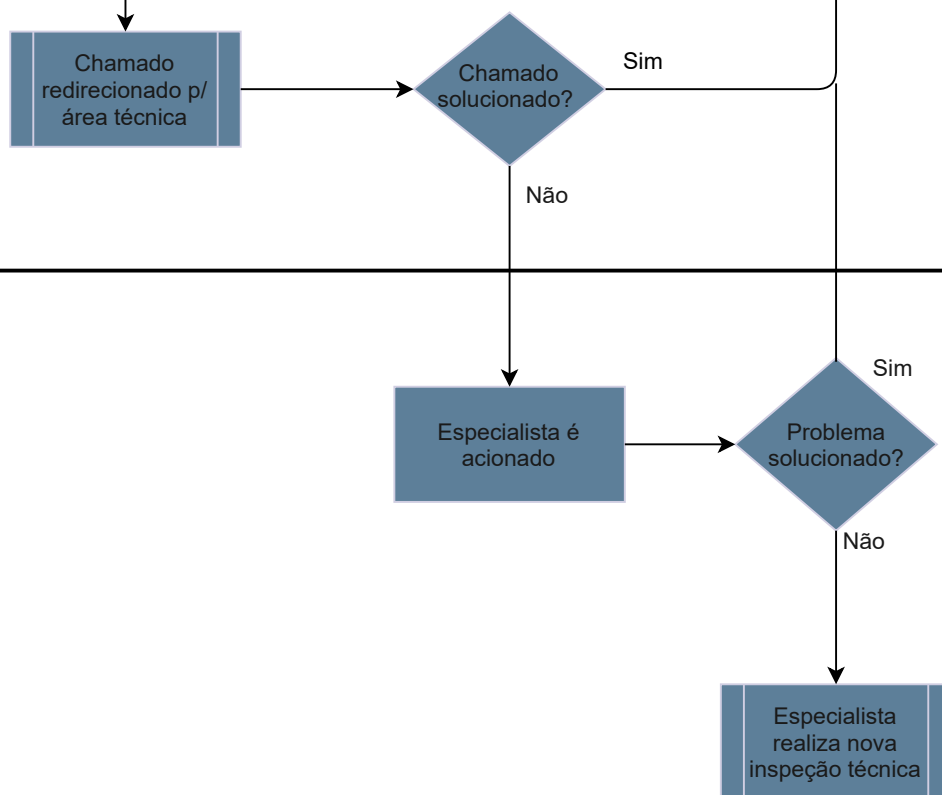 Chamado
redirecionado p/
área técnica
Chamado
solucionado?
Sim
Não
Especialista é
acionado
Problema
solucionado?
Sim
Não
Especialista
realiza nova
inspeção técnica